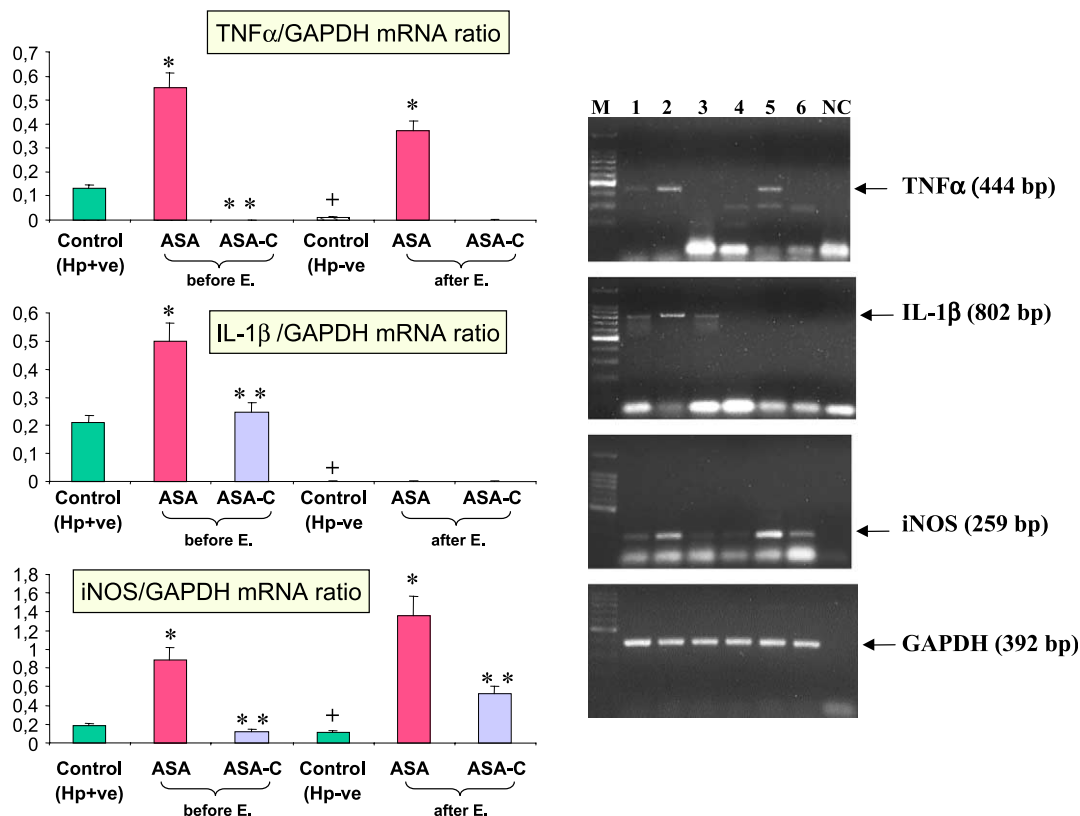 TNFα/GAPDH mRNA ratio
0,7
0,6
0,5
0,4
0,3
0,2
0,1
0
*
* *
+
*
Control ASA ASA-C Control ASA ASA-C
(Hp+ve) (Hp-ve
before E. after E.
IL-1β /GAPDH mRNA ratio
0,6
0,5
0,4
0,3
0,2
0,1
0
*
* *
+
Control ASA ASA-C Control ASA ASA-C
(Hp+ve) (Hp-ve
before E. after E.
iNOS/GAPDH mRNA ratio
1,8
1,6
1,4
1,2
1
0,8
0,6
0,4
0,2
0
*
* *
+
*
* *
Control ASA ASA-C Control ASA ASA-C
(Hp+ve) (Hp-ve
before E. after E.
M 1 2 3 4 5 6 NC
TNFα (444 bp)
IL-1β (802 bp)
iNOS (259 bp)
GAPDH (392 bp)